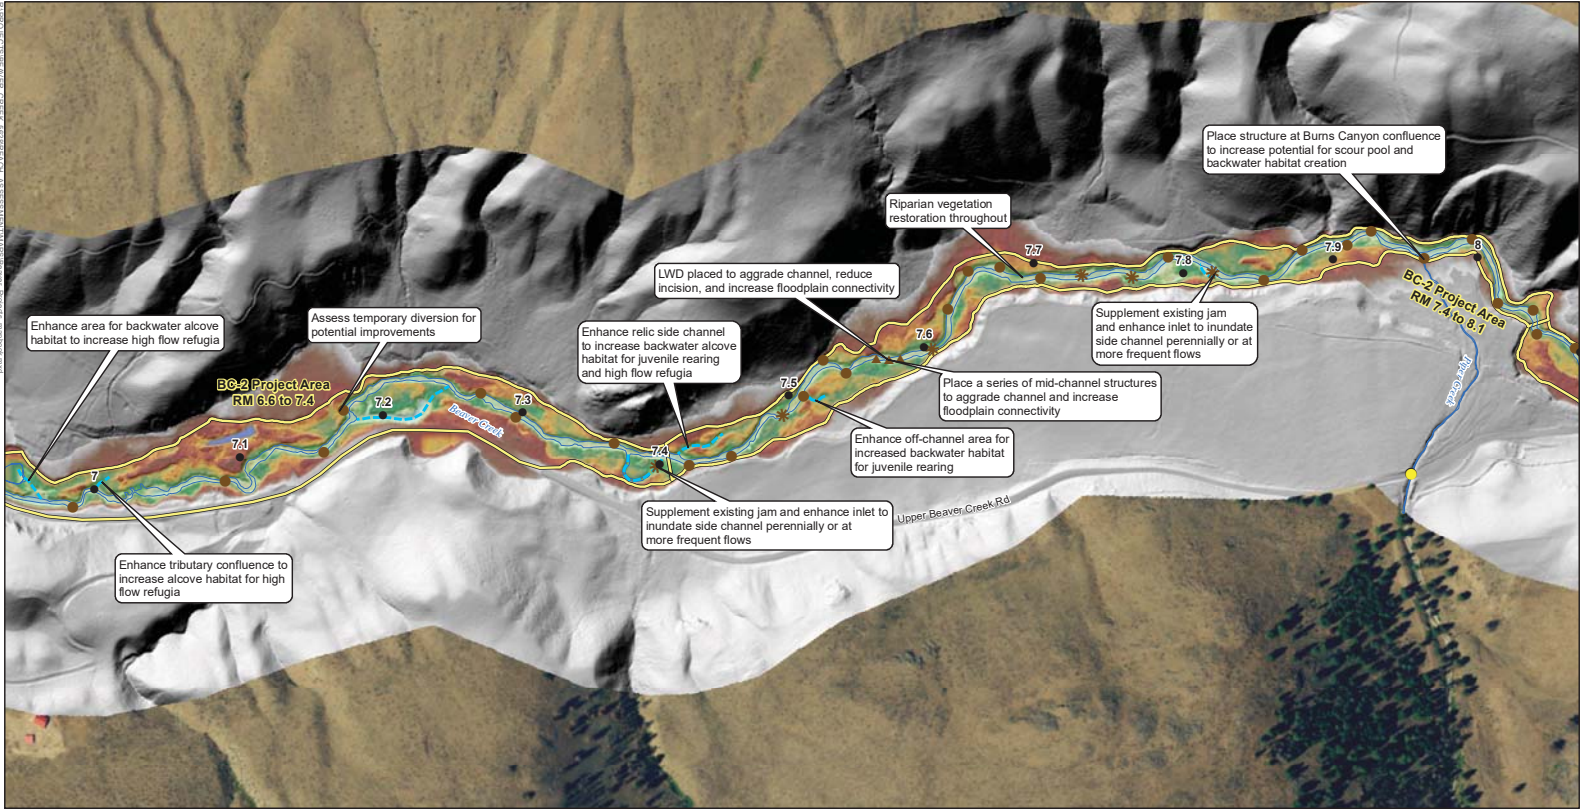 Place structure at Burns Canyon confluence
to increase potential for scour pool and
backwater habitat creation
Riparian vegetation
restoration throughout
7.7
7.8
7.9
8
LWD placed to aggrade channel, reduce
incision, and increase floodplain connectivity
BC-2 Project Area
RM 7.4 to 8.1
Enhance area for backwater alcove
habitat to increase high flow refugia
Assess temporary diversion for
potential improvements
Enhance relic side channel
to increase backwater alcove
habitat for juvenile rearing
and high flow refugia
7.6
Supplement existing jam
and enhance inlet to inundate
side channel perennially or at
more frequent flows
BC-2 Project Area
RM 6.6 to 7.4
7.5
Place a series of mid-channel structures
to aggrade channel and increase
floodplain connectivity
7.2
7.3
Beaver Creek
7.1
7.4
Enhance off-channel area for
increased backwater habitat
for juvenile rearing
7
Supplement existing jam and enhance inlet to
inundate side channel perennially or at
more frequent flows
Upper Beaver Creek Rd
Enhance tributary confluence to
increase alcove habitat for high
flow refugia
Creek